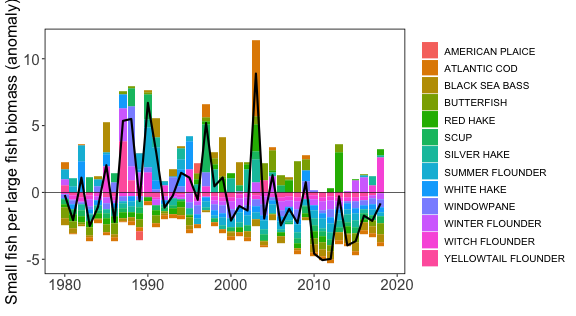 Small fish per large fish biomass (anomaly)
10
5
0
-5
1980
1990
2000
2010
2020
AMERICAN PLAICE
ATLANTIC COD
BLACK SEA BASS
BUTTERFISH
RED HAKE
SCUP
SILVER HAKE
SUMMER FLOUNDER
WHITE HAKE
WINDOWPANE
WINTER FLOUNDER
WITCH FLOUNDER
YELLOWTAIL FLOUNDER